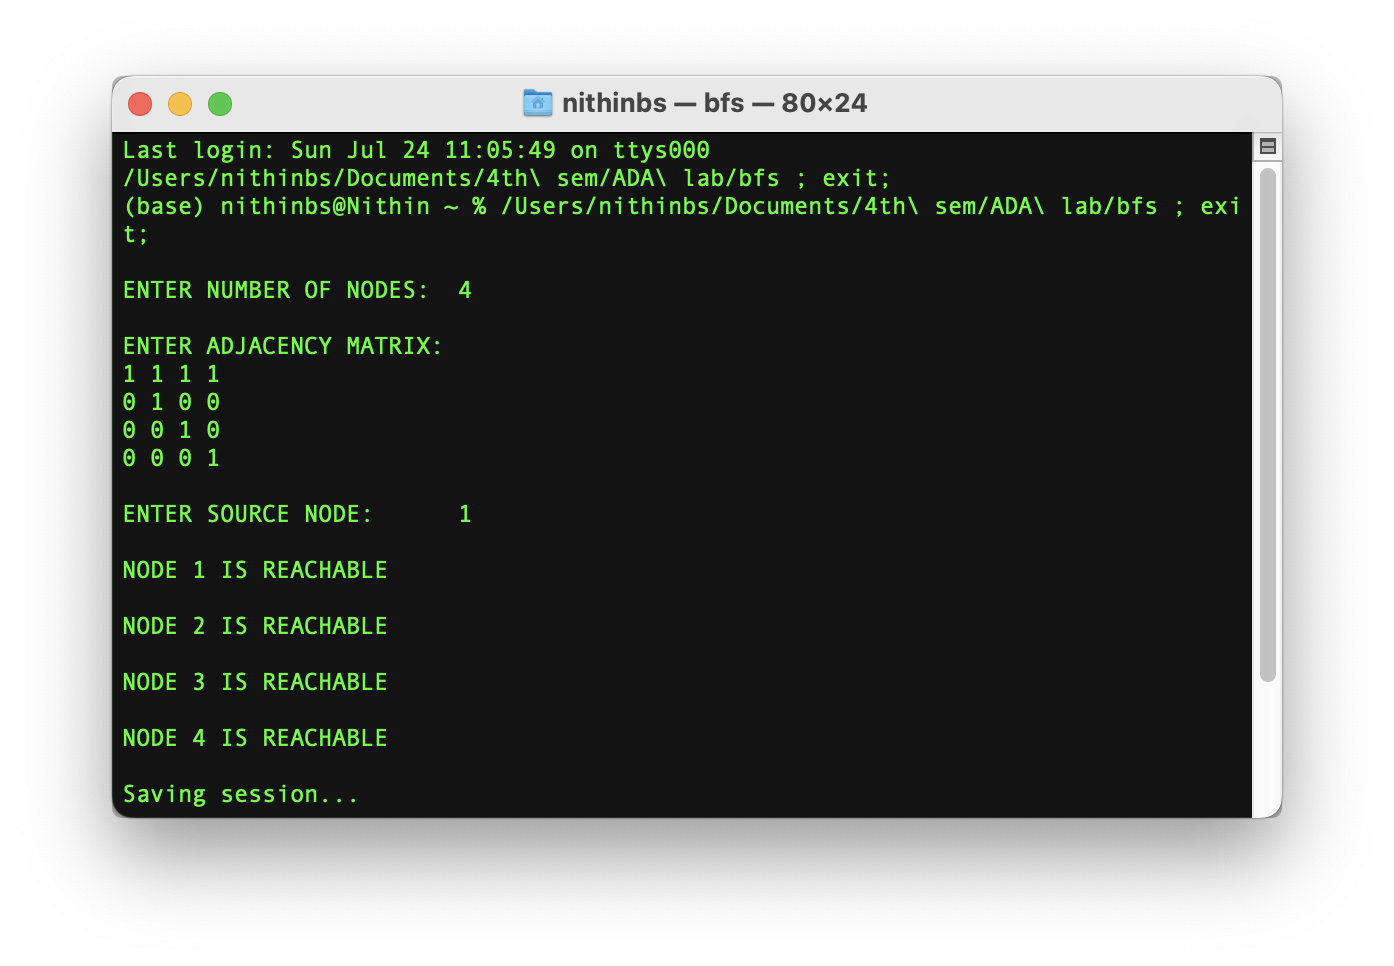 nithinbs — bfs — 80×24
Last login: Sun Jul 24 11:05:49 on ttys000
/Users/nithinbs/Documents/4th\ sem/ADA\ lab/bfs ; exit;
(base) nithinbs@Nithin ~ % /Users/nithinbs/Documents/4th\ sem/ADA\ lab/bfs ; exi
t;
ENTER NUMBER OF NODES:  4
ENTER ADJACENCY MATRIX:
1 1 1 1
0 1 0 0
0 0 1 0
0 0 0 1
ENTER SOURCE NODE:      1
NODE 1 IS REACHABLE
NODE 2 IS REACHABLE
NODE 3 IS REACHABLE
NODE 4 IS REACHABLE
Saving session...